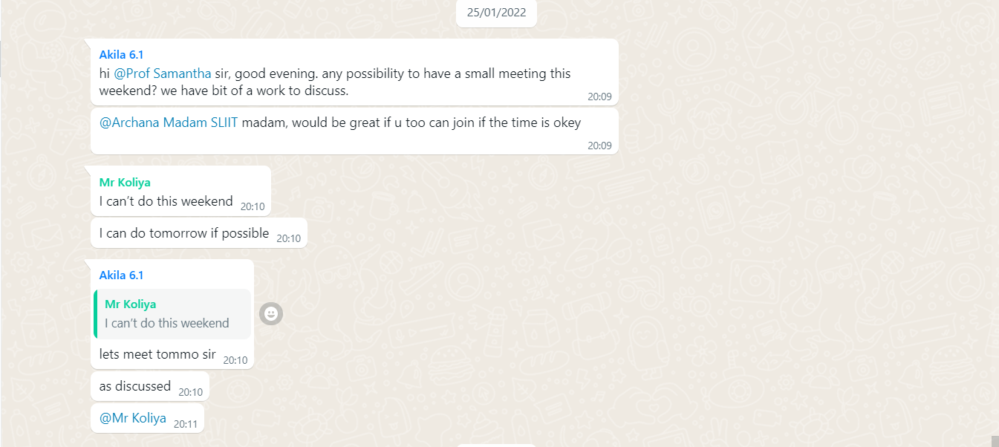 25/01/2022
Akila 6.1
hi @Prof Samantha sir, good evening. any possibility to have a small meeting this
weekend? we have bit of a work to discuss.
20:09
@Archana Madam SLIIT madam, would be great if u too can join if the time is okey
20:09
Mr Koliya
I can't do this weekend 20:10
I can do tomorrow if possible 20:10
Akila 6.1
Mr Koliya
I can't do this weekend
lets meet tommo sir 20:10
as discussed 20:10
@Mr Koliya 20:11